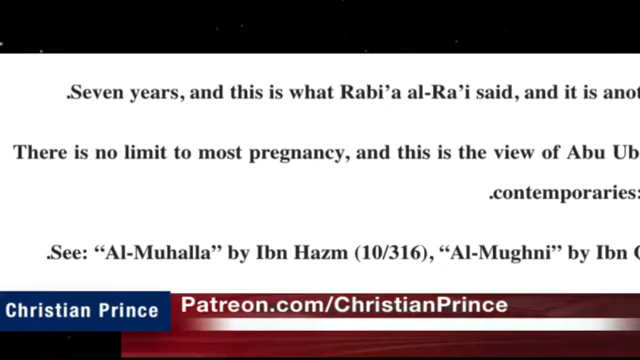 .Seven years, and this is what Rabi'a al-Ra'i said, and it is
There is no limit to most pregnancy, and this is the view of Abu
.contemporaries:
.See: “Al-Muhalla” by Ibn Hazm (10/316), “Al-Mughni” by Ibn
Christian Prince
Patreon.com/ChristianPrince